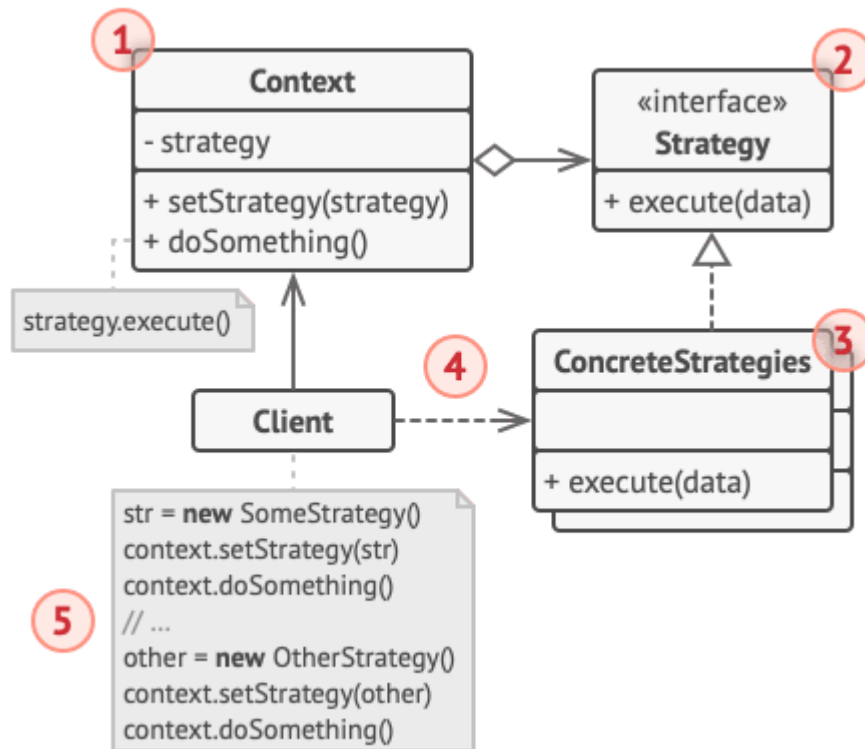 1
Context
- strategy
+ setStrategy(strategy)
+ doSomething()
strategy.execute()
2
«interface»
Strategy
+ execute(data)
3
ConcreteStrategies
+ execute(data)
4
Client
5
str = new SomeStrategy()
context.setStrategy(str)
context.doSomething()
// ...
other = new OtherStrategy()
context.setStrategy(other)
context.doSomething()